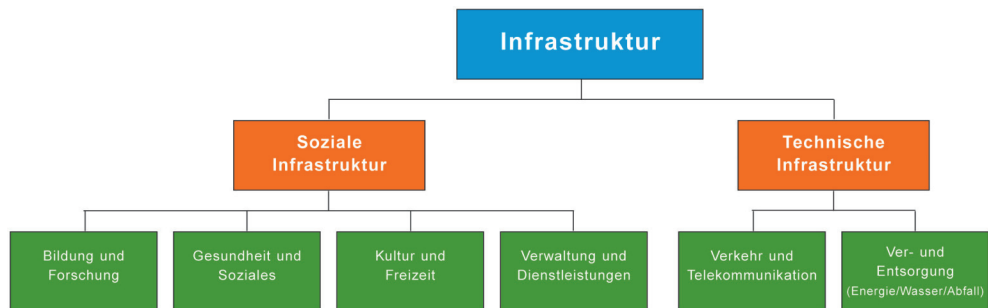 Infrastruktur
Soziale
Infrastruktur
Technische
Infrastruktur
Bildung und
Forschung
Gesundheit und
Soziales
Kultur und
Freizeit
Verwaltung und
Dienstleistungen
Verkehr und
Telekommunikation
Ver- und
Entsorgung
(Energie/Wasser/Abfall)